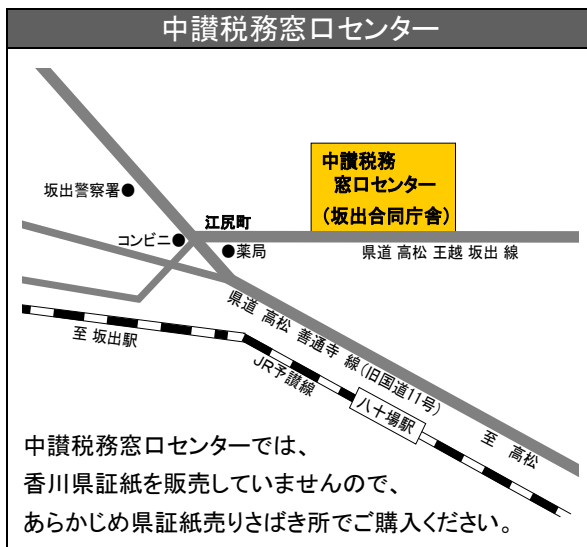 中讃税務窓口センター
中讃税務
窓口センター
(坂出合同庁舎)
坂出警察署●
江尻町
コンビニ●
●薬局
県道 高松 王越 坂出 線
県道 高松 善通寺 線(旧国道11号)
至 坂出駅
JR予讃線
八十場駅
至 高松
中讃税務窓口センターでは、
香川県証紙を販売していませんので、
あらかじめ県証紙売りさばき所でご購入ください。